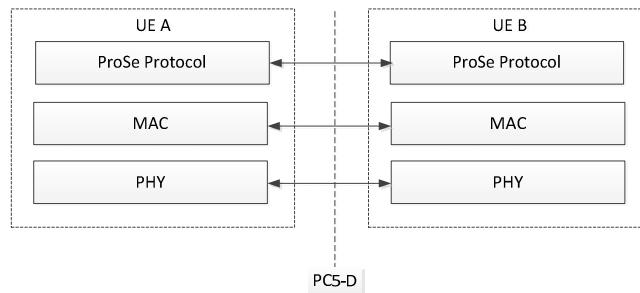 UE A
UE B
ProSe Protocol
ProSe Protocol
MAC
MAC
PHY
PHY
PC5-D